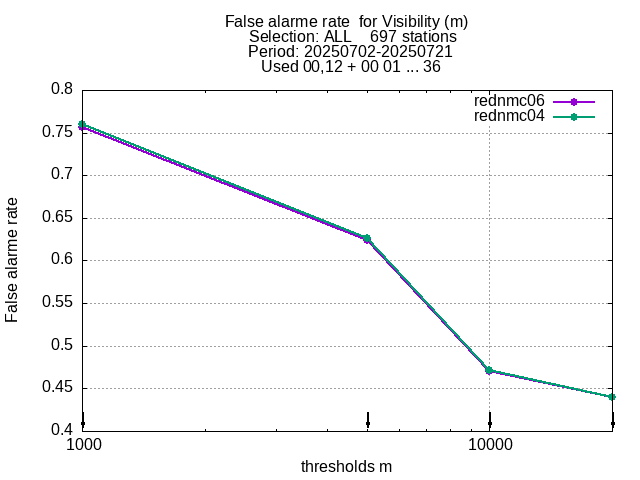 False alarme rate  for Visibility (m)
Selection: ALL    697 stations
Period: 20250702-20250721
Used 00,12 + 00 01 ... 36
rednmc06
rednmc04
0.8
0.75
0.7
0.65
0.6
0.55
0.5
0.45
0.4
False alarme rate
1000
10000
thresholds m